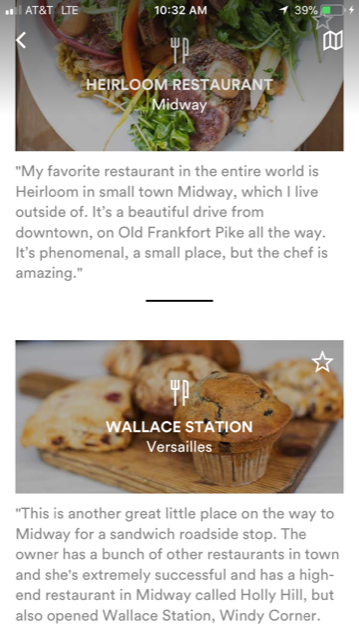 AT&T LTE 10:32 AM 39%
HEIRLOOM RESTAURANT
Midway
"My favorite restaurant in the entire world is
Heirloom in small town Midway, which I live
outside of. It’s a beautiful drive from
downtown, on Old Frankfort Pike all the way.
It’s phenomenal, a small place, but the chef is
amazing."
WALLACE STATION
Versailles
"This is another great little place on the way to
Midway for a sandwich roadside stop. The
owner has a bunch of other restaurants in town
and she's extremely successful and has a high-
end restaurant in Midway called Holly Hill, but
also opened Wallace Station, Windy Corner.